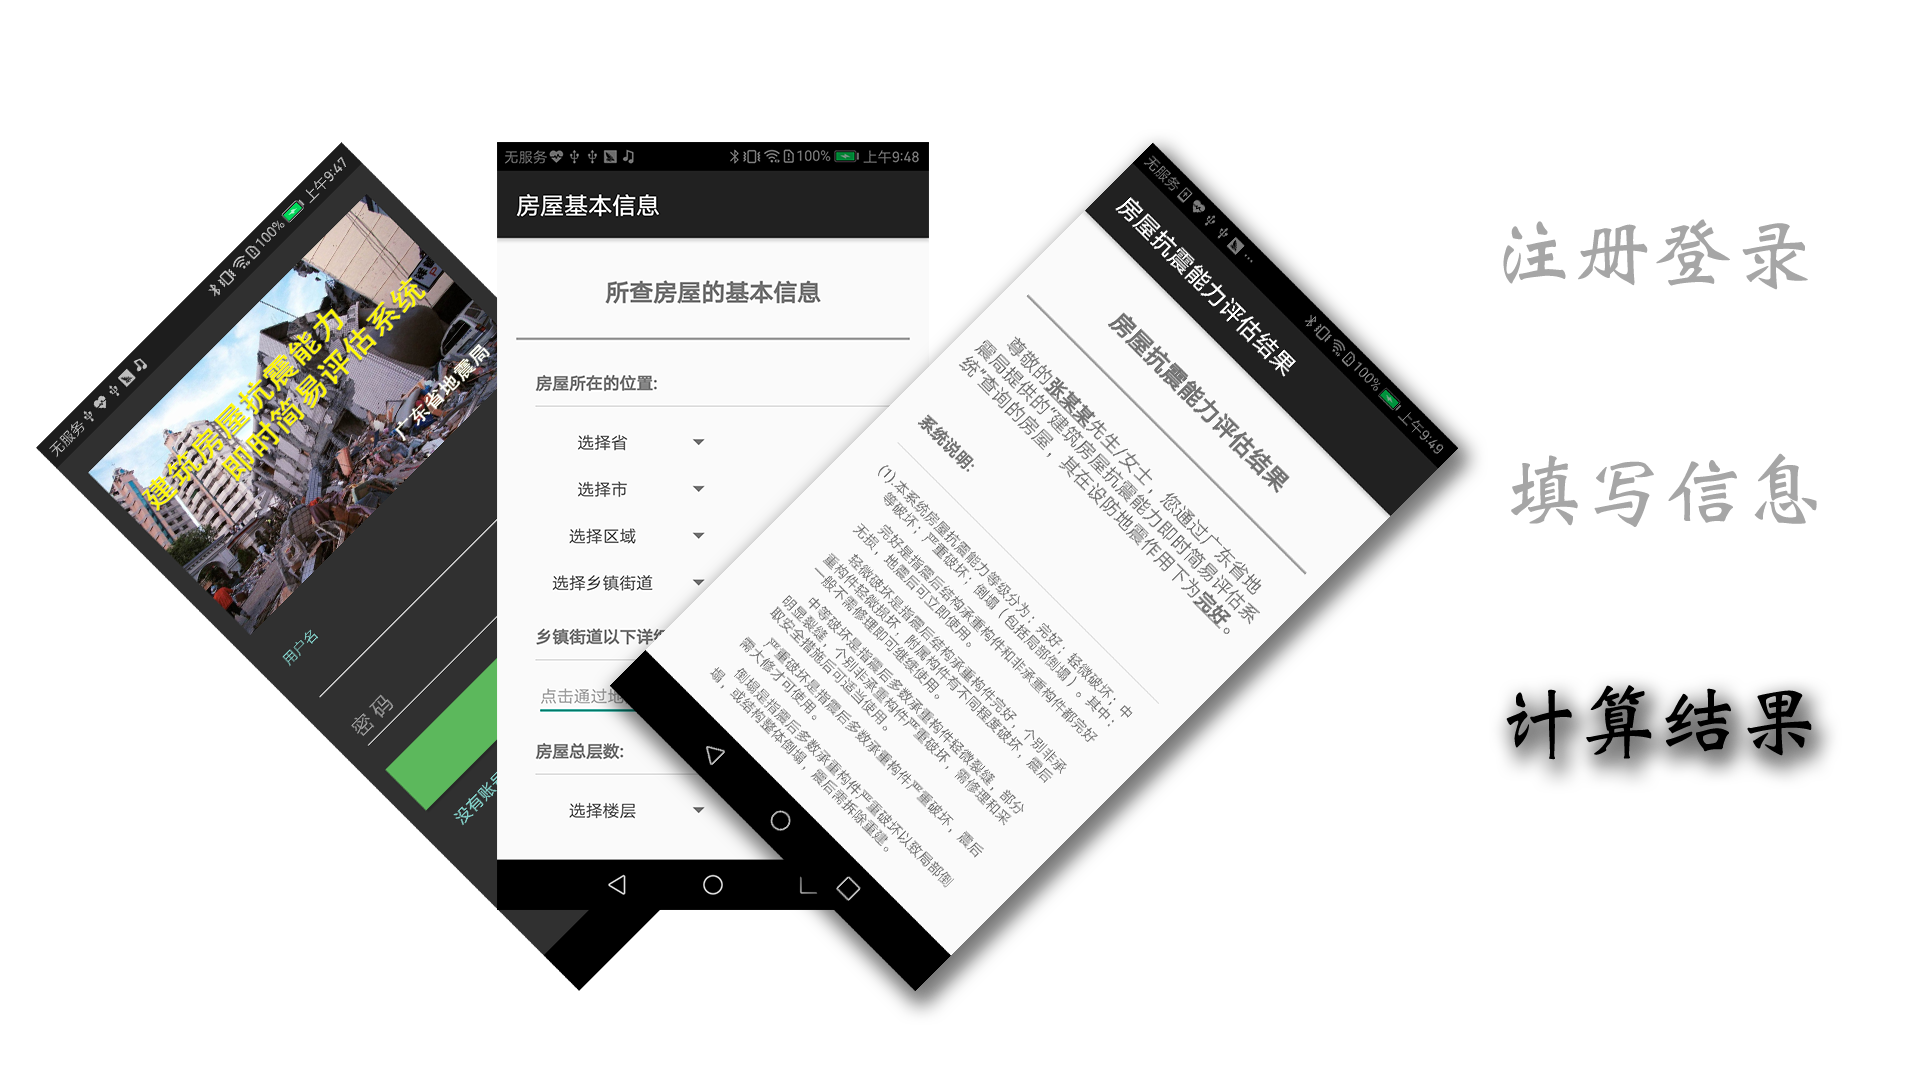 无服务
100%
上午9:47
建筑房屋抗震能力
即时简易评估系统
广东省地震局
用户名
密 码
没有账号
无服务
100%
上午9:48
房屋基本信息
所查房屋的基本信息
房屋所在的位置:
选择省
选择市
选择区域
选择乡镇街道
乡镇街道以下详细
点击通过地
房屋总层数:
选择楼层
无服务
...
100%
上午9:49
房屋抗震能力评估结果
房屋抗震能力评估结果
尊敬的张某某先生/女士，您通过广东省地
震局提供的"建筑房屋抗震能力即时简易评估系
统"查询的房屋，其在设防地震作用下为完好。
系统说明:
(1).本系统房屋抗震能力等级分为：完好；轻微破坏；中
等破坏；严重破坏；倒塌（包括局部倒塌）。其中：
完好是指震后结构承重构件和非承重构件都完好
无损，地震后可立即使用。
轻微破坏是指震后结构承重构件完好，个别非承
重构件轻微损坏，附属构件有不同程度破坏，震后
一般不需修理即可继续使用。
中等破坏是指震后多数承重构件轻微裂缝，部分
明显裂缝，个别非承重构件严重破坏，需修理和采
取安全措施后可适当使用。
严重破坏是指震后多数承重构件严重破坏，震后
需大修才可使用。
倒塌是指震后多数承重构件严重破坏以致局部倒
塌，或结构整体倒塌，震后需拆除重建。
注册登录
填写信息
计算结果